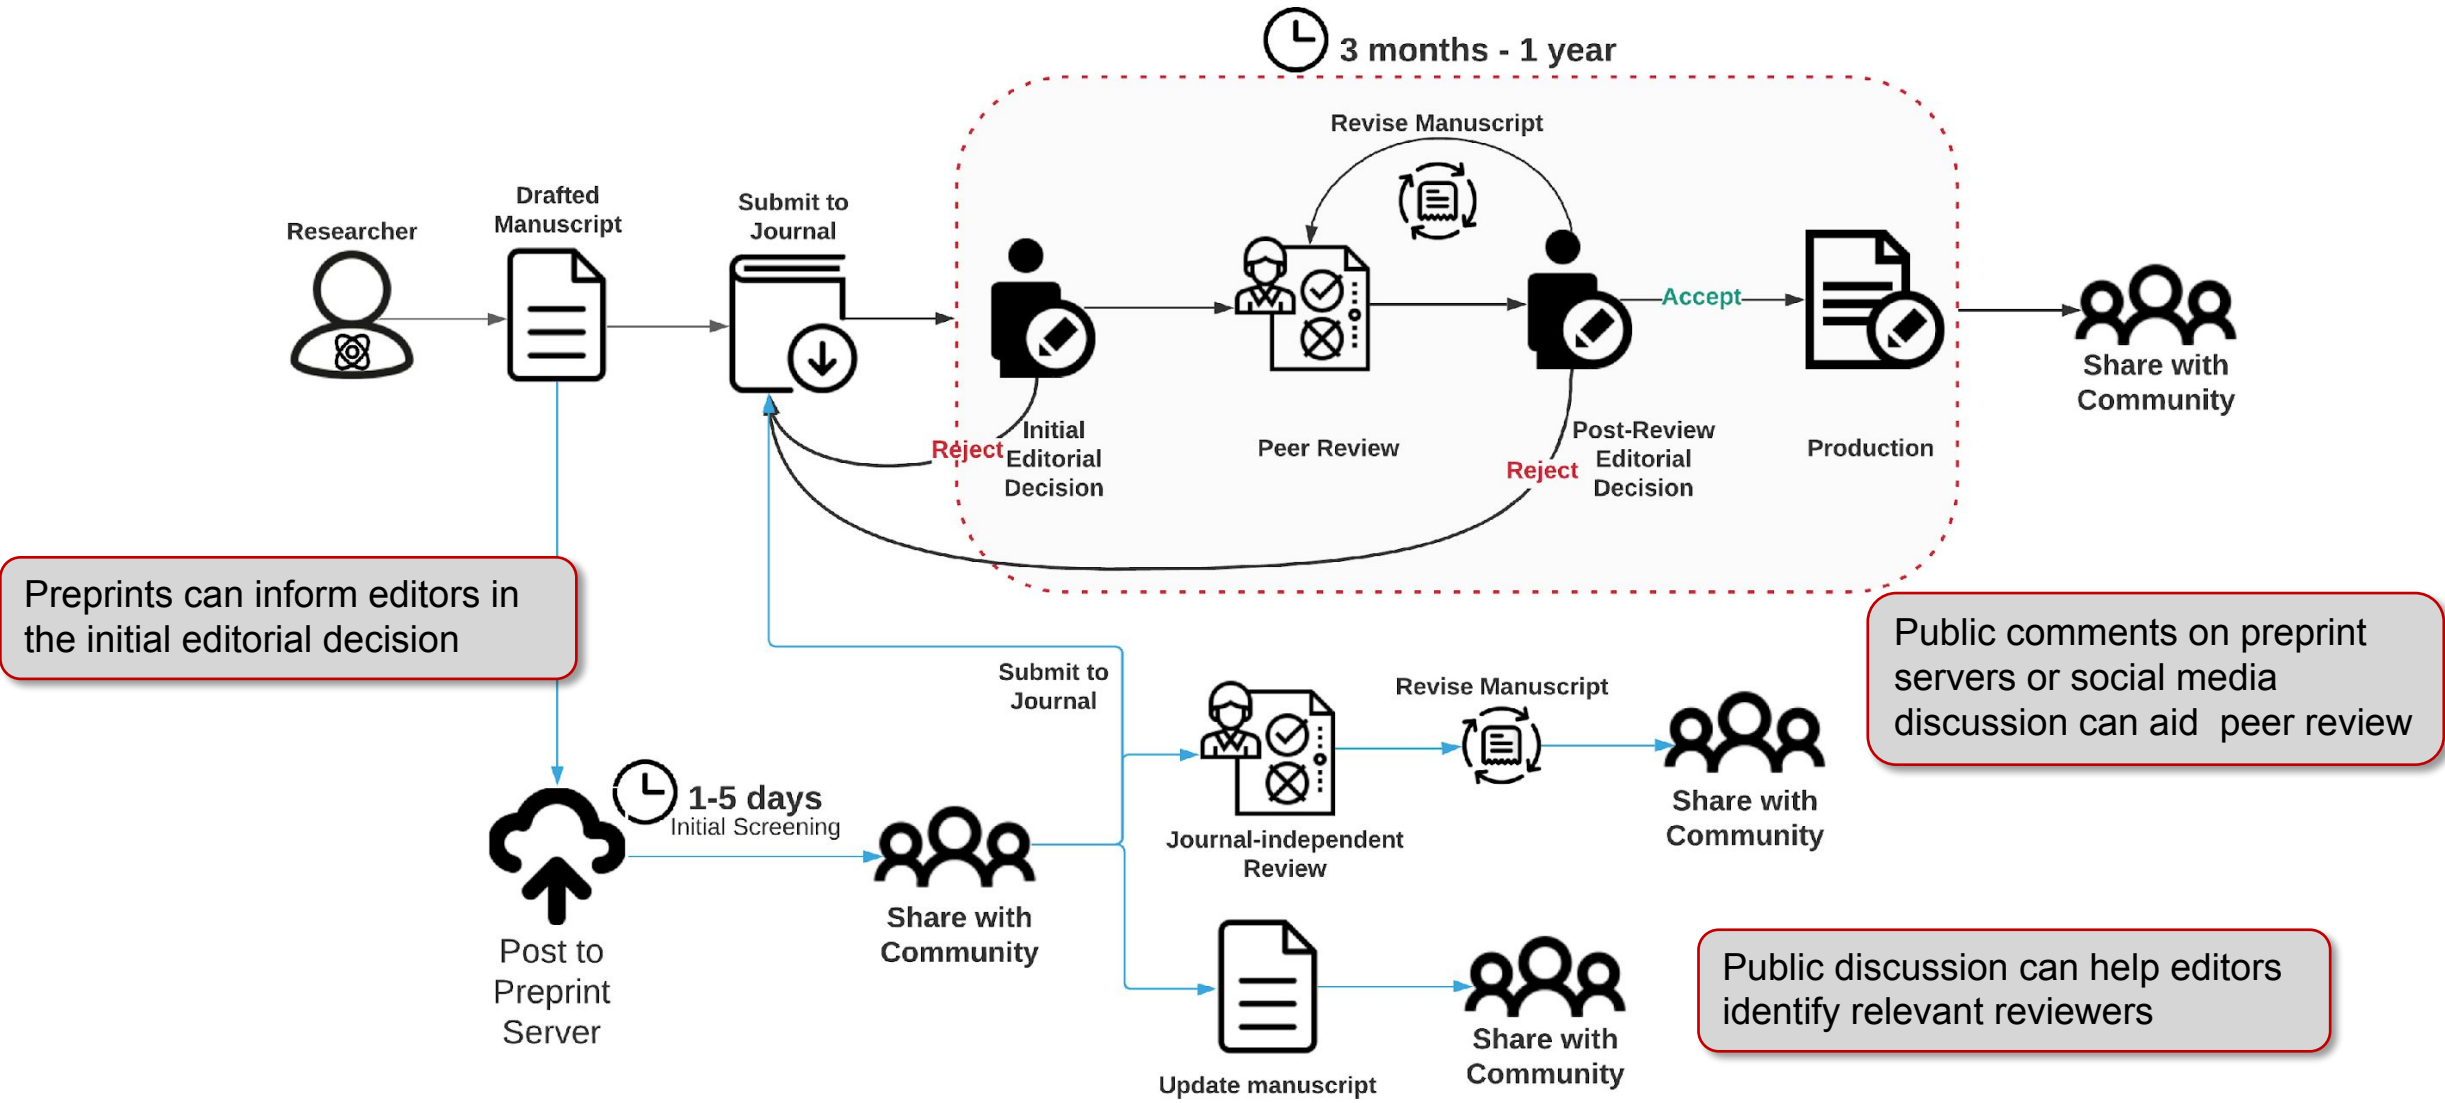 3 months - 1 year
Revise Manuscript
Researcher
Drafted
Manuscript
Submit to
Journal
Accept
Share with
Community
Reject
Initial
Editorial
Decision
Peer Review
Reject
Post-Review
Editorial
Decision
Production
Preprints can inform editors in
the initial editorial decision
Public comments on preprint
servers or social media
discussion can aid  peer review
Submit to
Journal
Revise Manuscript
1-5 days
Initial Screening
Journal-independent
Review
Share with
Community
Share with
Community
Post to
Preprint
Server
Public discussion can help editors
identify relevant reviewers
Update manuscript
Share with
Community